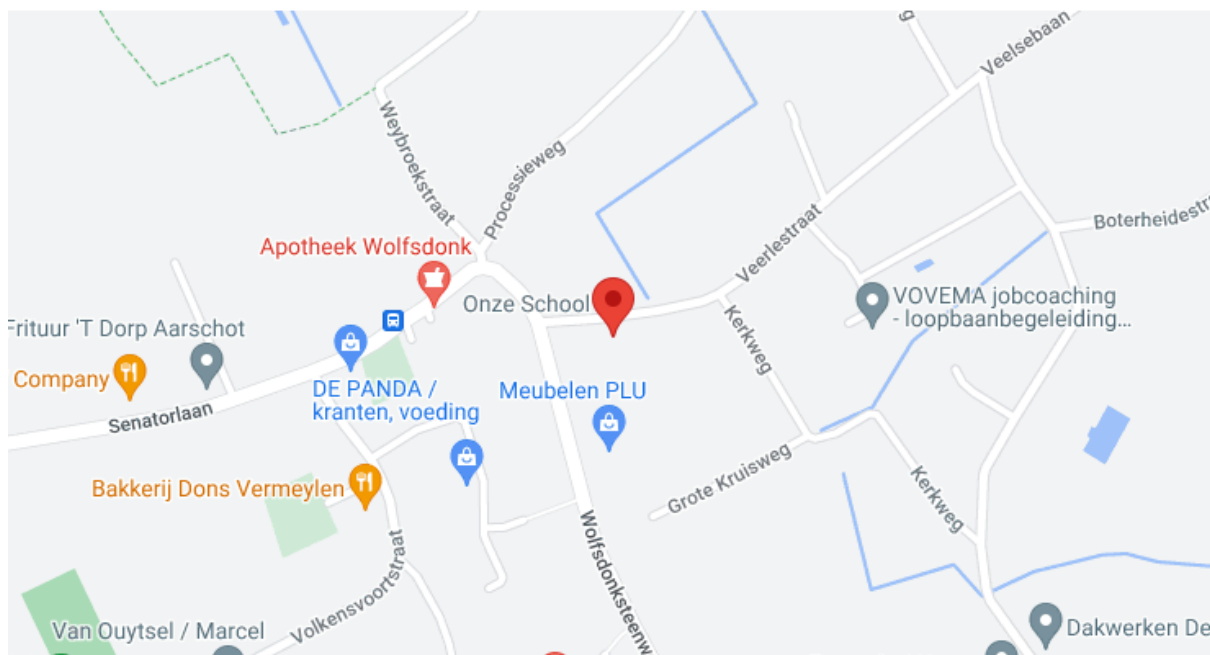 Veelsebaan
Weybroekstraat
Processieweg
Boterheidestr
Apotheek Wolfsdonk
Veerlestraat
Onze School
VOVEMA jobcoaching
- loopbaanbegeleiding...
Frituur 'T Dorp Aarschot
Kerkweg
Company
DE PANDA /
kranten, voeding
Meubelen PLU
Senatorlaan
Bakkerij Dons Vermeylen
Grote Kruisweg
Kerkweg
Wolfsdonksteenw
Volkensvoortstraat
Van Ouytsel / Marcel
Dakwerken De